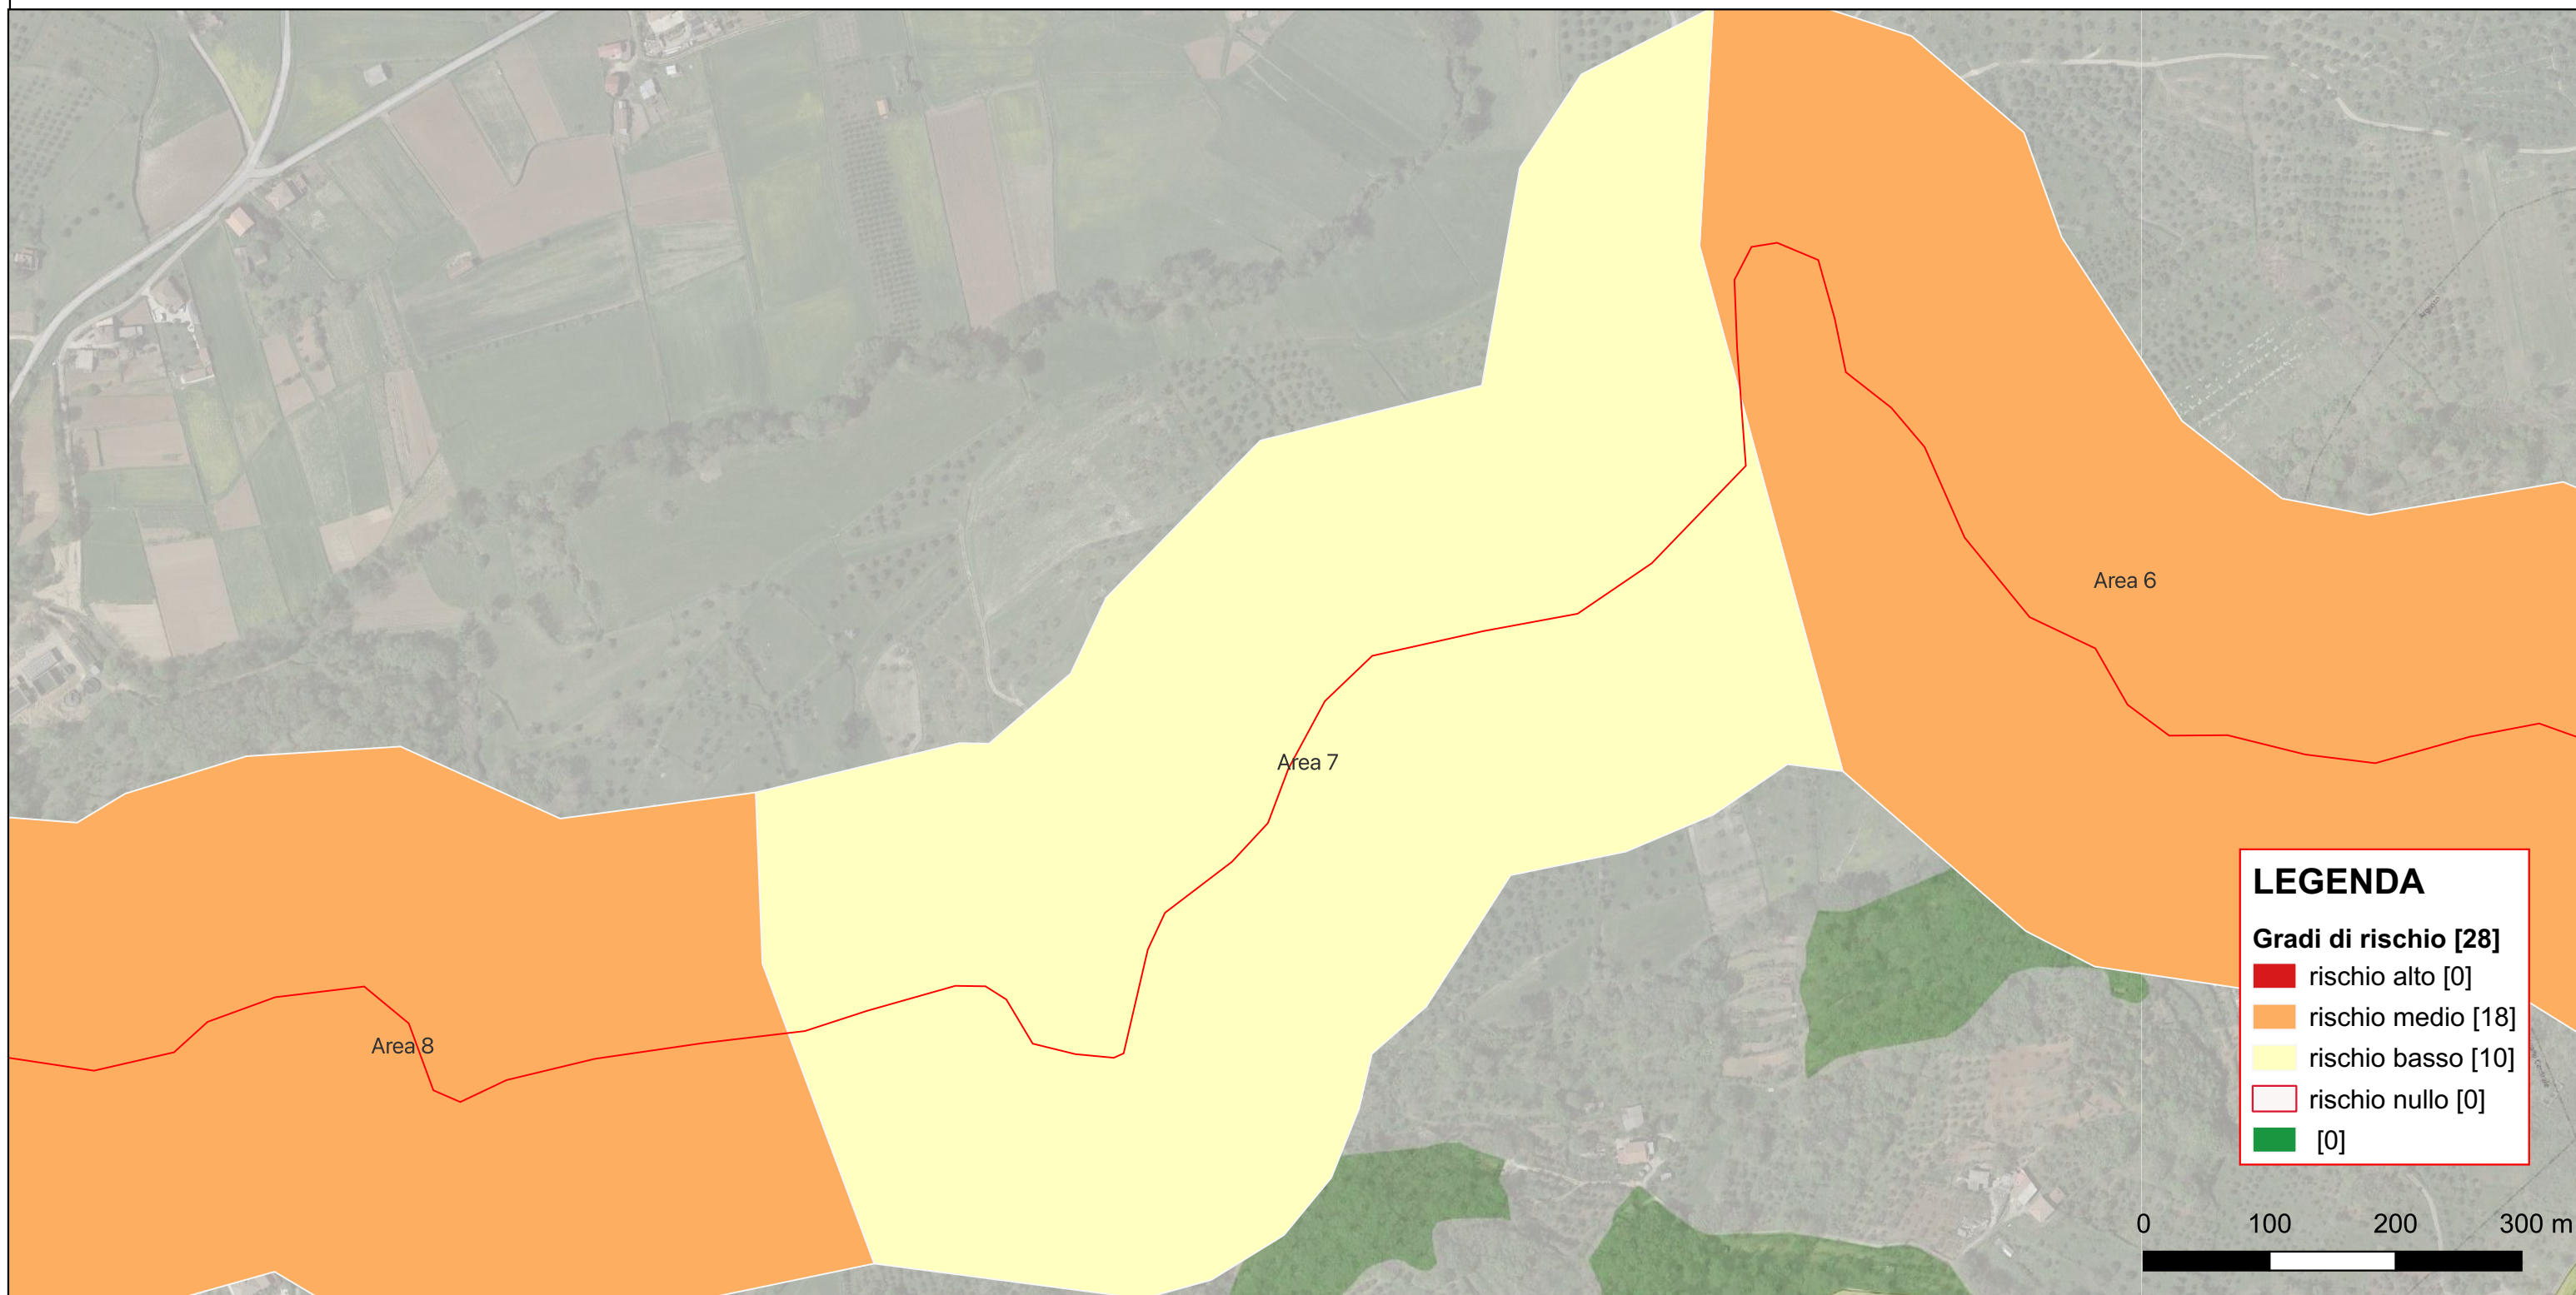 Area 6
Area 7
Area 8
LEGENDA
Gradi di rischio [28]
rischio alto [0]
rischio medio [18]
rischio basso [10]
rischio nullo [0]
[0]
0 100 200 300 m